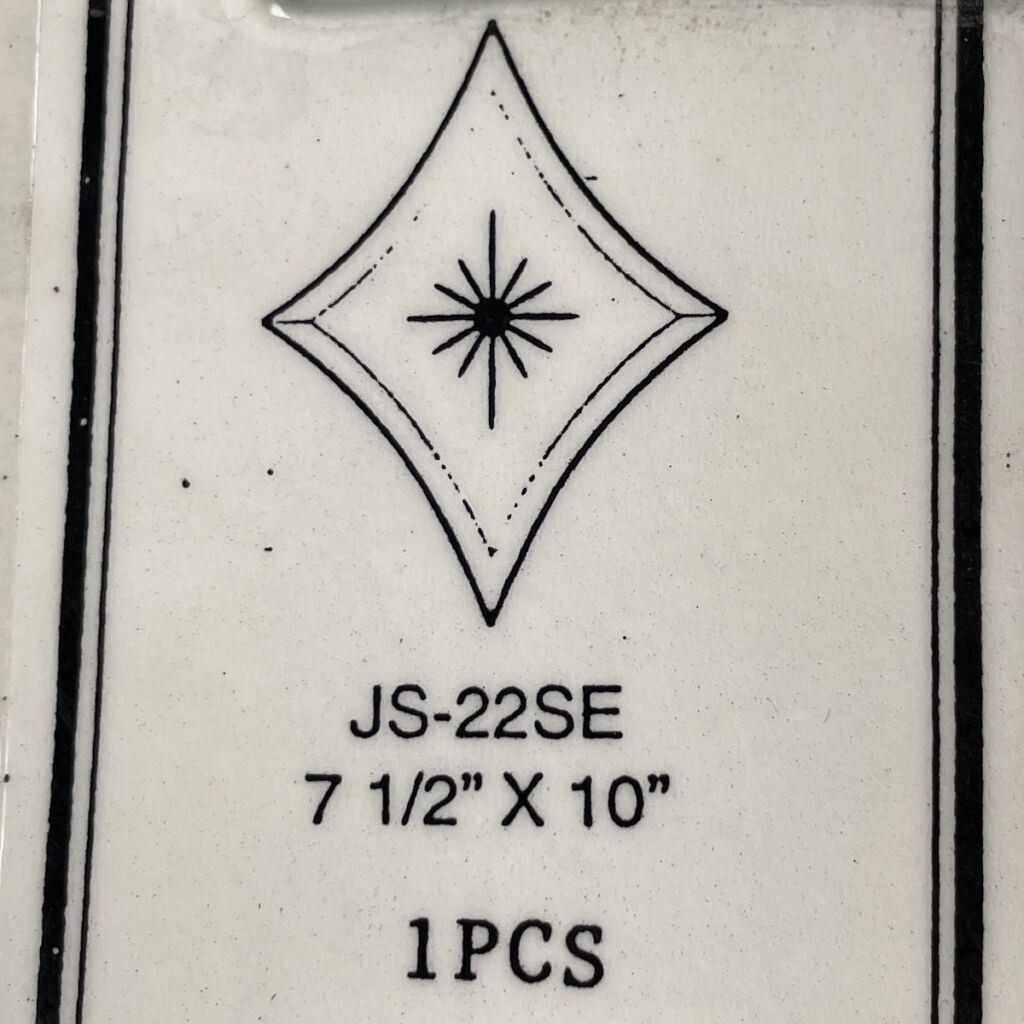 JS-22SE
7 1/2” X 10”
1PCS